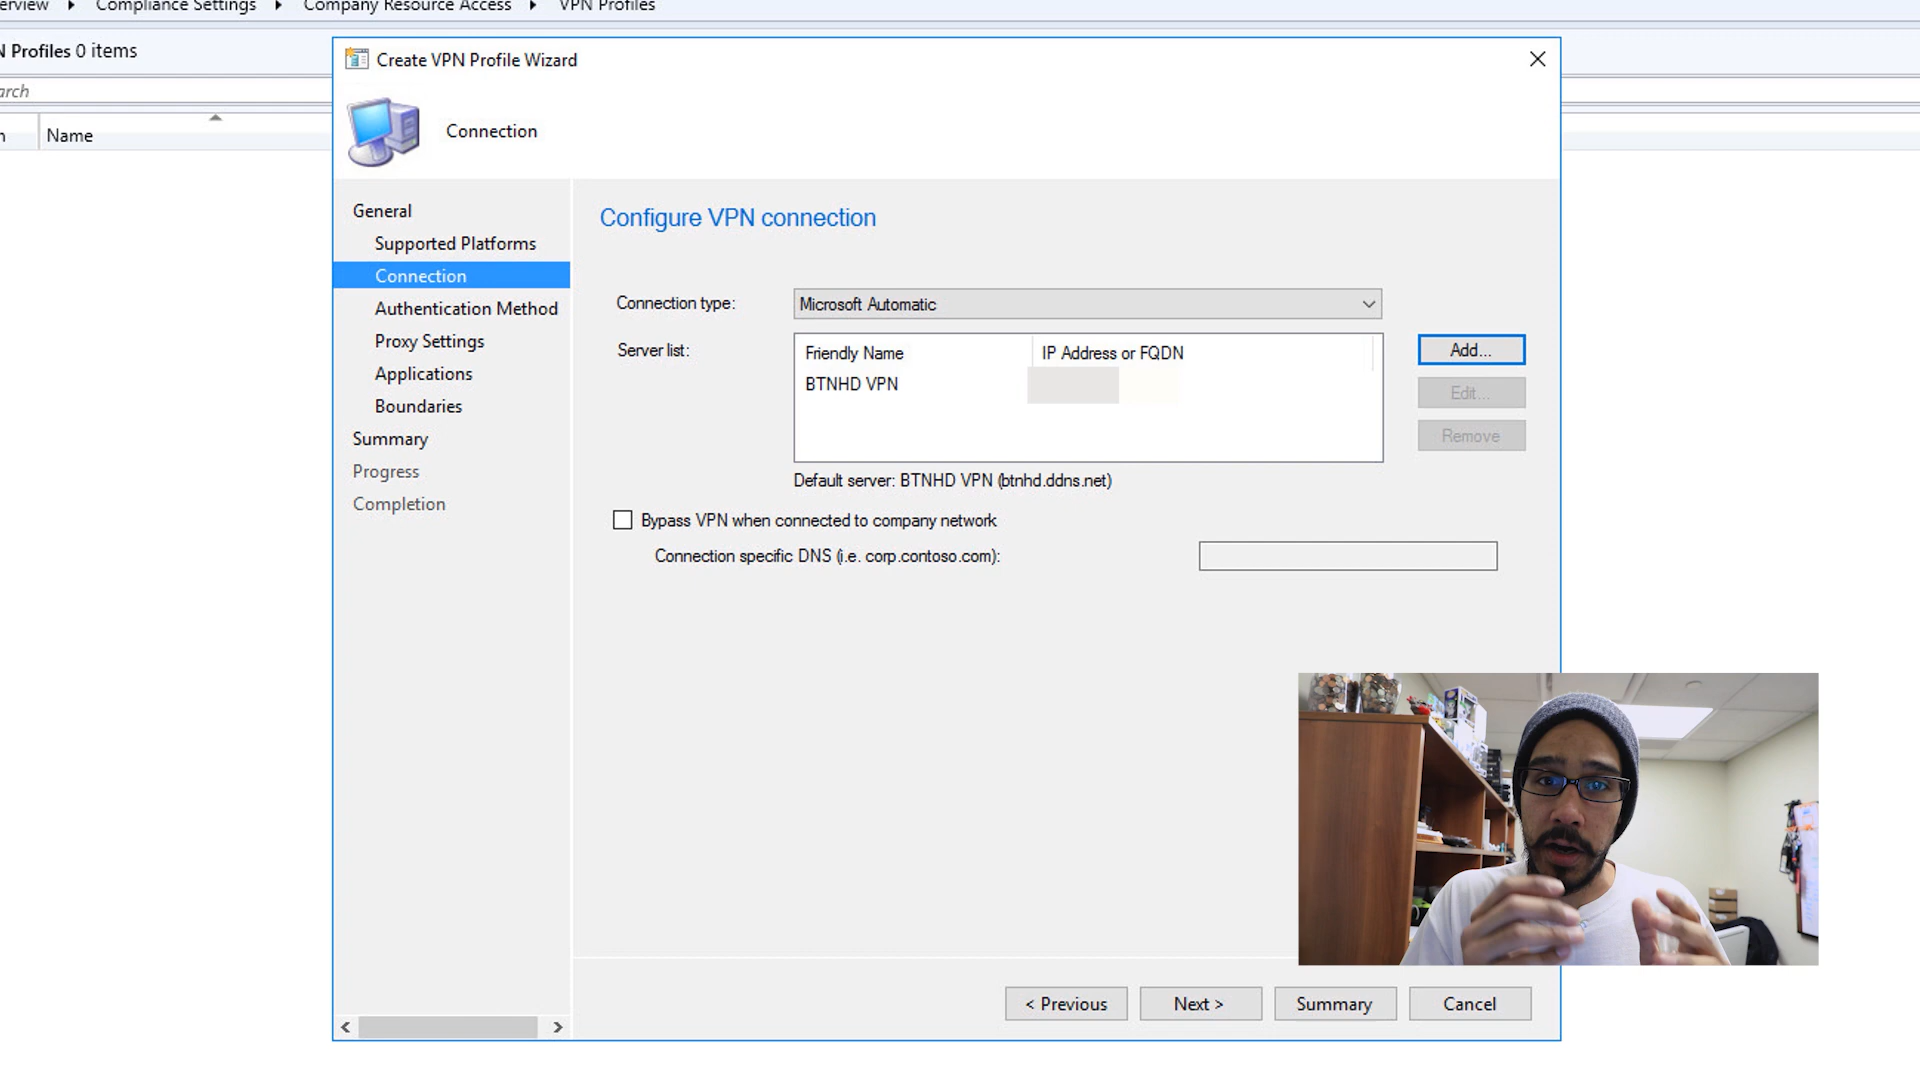 erview Compliance Settings Company Resource Access VPN Profiles
N Profiles 0 items
arch
n Name
Create VPN Profile Wizard
Connection
General
Supported Platforms
Connection
Authentication Method
Proxy Settings
Applications
Boundaries
Summary
Progress
Completion
Configure VPN connection
Connection type: Microsoft Automatic
Server list:
Friendly Name IP Address or FQDN
BTNHD VPN
Add...
Edit...
Remove
Default server: BTNHD VPN (btnhd.ddns.net)
Bypass VPN when connected to company network
Connection specific DNS (i.e. corp.contoso.com):
< Previous Next > Summary Cancel